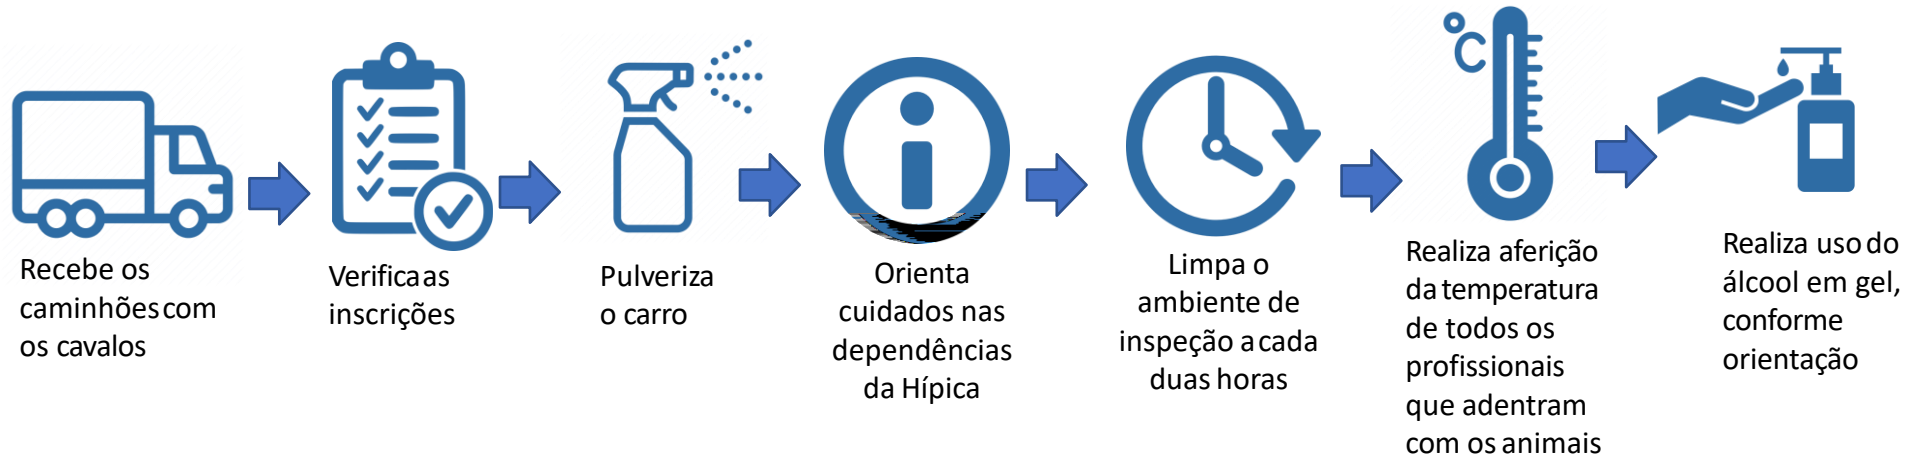 Recebe os
caminhões com
os cavalos
Verifica as
inscrições
Pulveriza
o carro
Orienta
cuidados nas
dependências
da Hípica
Limpa o
ambiente de
inspeção a cada
duas horas
°C
Realiza aferição
da temperatura
de todos os
profissionais
que adentram
com os animais
Realiza uso do
álcool em gel,
conforme
orientação